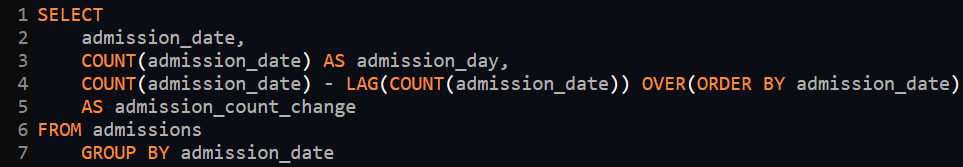 1 SELECT
2     admission_date,
3     COUNT(admission_date) AS admission_day,
4     COUNT(admission_date) - LAG(COUNT(admission_date)) OVER(ORDER BY admission_date)
5     AS admission_count_change
6 FROM admissions
7     GROUP BY admission_date